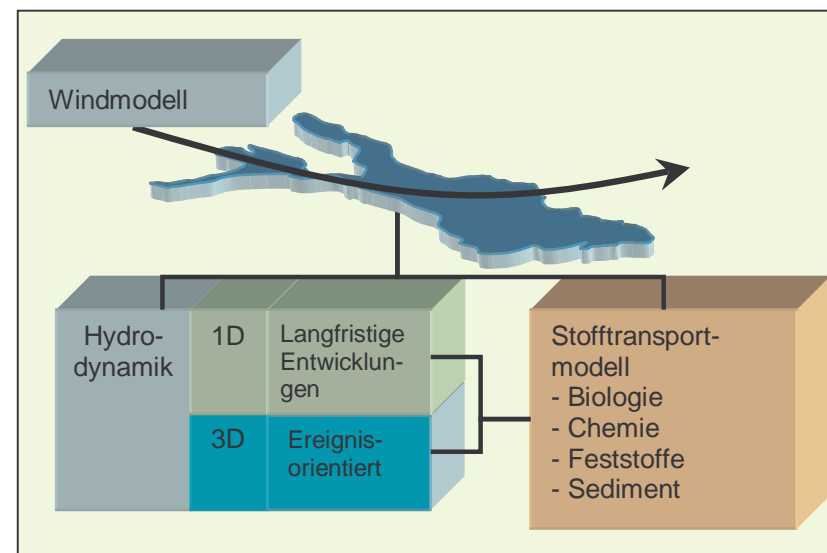 Windmodell
Hydro-
dynamik
1D
Langfristige
Entwicklun-
gen
3D
Ereignis-
orientiert
Stofftransport-
modell
- Biologie
- Chemie
- Feststoffe
- Sediment